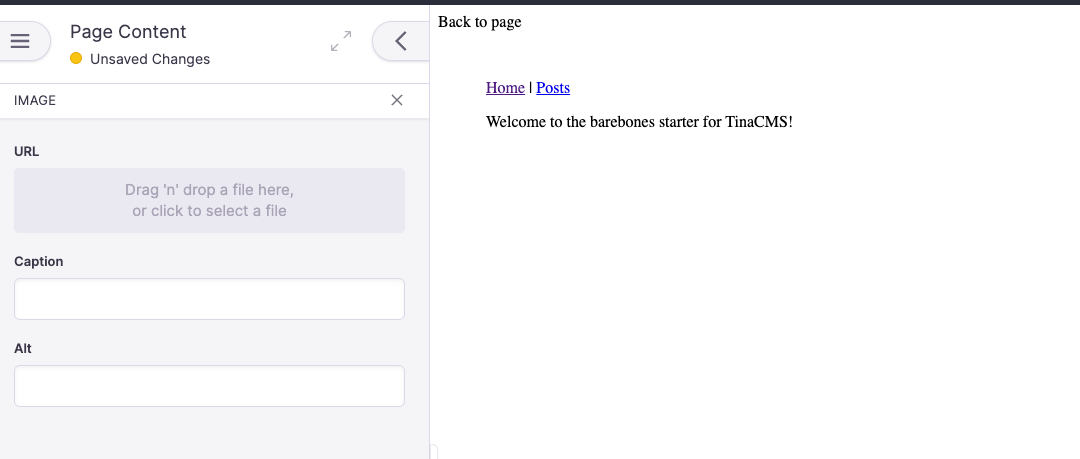 Page Content
Unsaved Changes
IMAGE
URL
Drag 'n' drop a file here,
or click to select a file
Caption
Alt
Back to page
Home | Posts
Welcome to the barebones starter for TinaCMS!